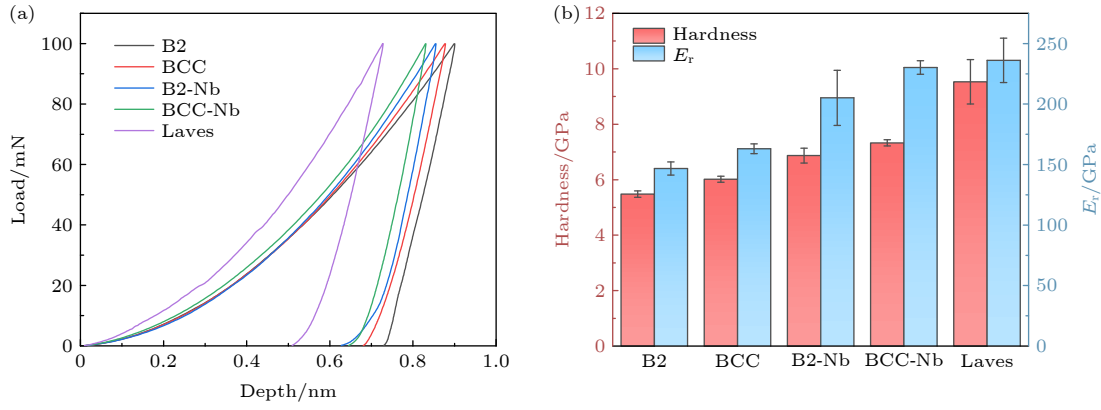 (a)
100
80
60
40
20
0
Load/mN
B2
BCC
B2-Nb
BCC-Nb
Laves
0
0.2
0.4
0.6
0.8
1.0
Depth/nm
(b)
12
10
8
6
4
2
0
Hardness/GPa
Hardness
Er
250
200
150
100
50
0
Er/GPa
B2
BCC
B2-Nb
BCC-Nb
Laves